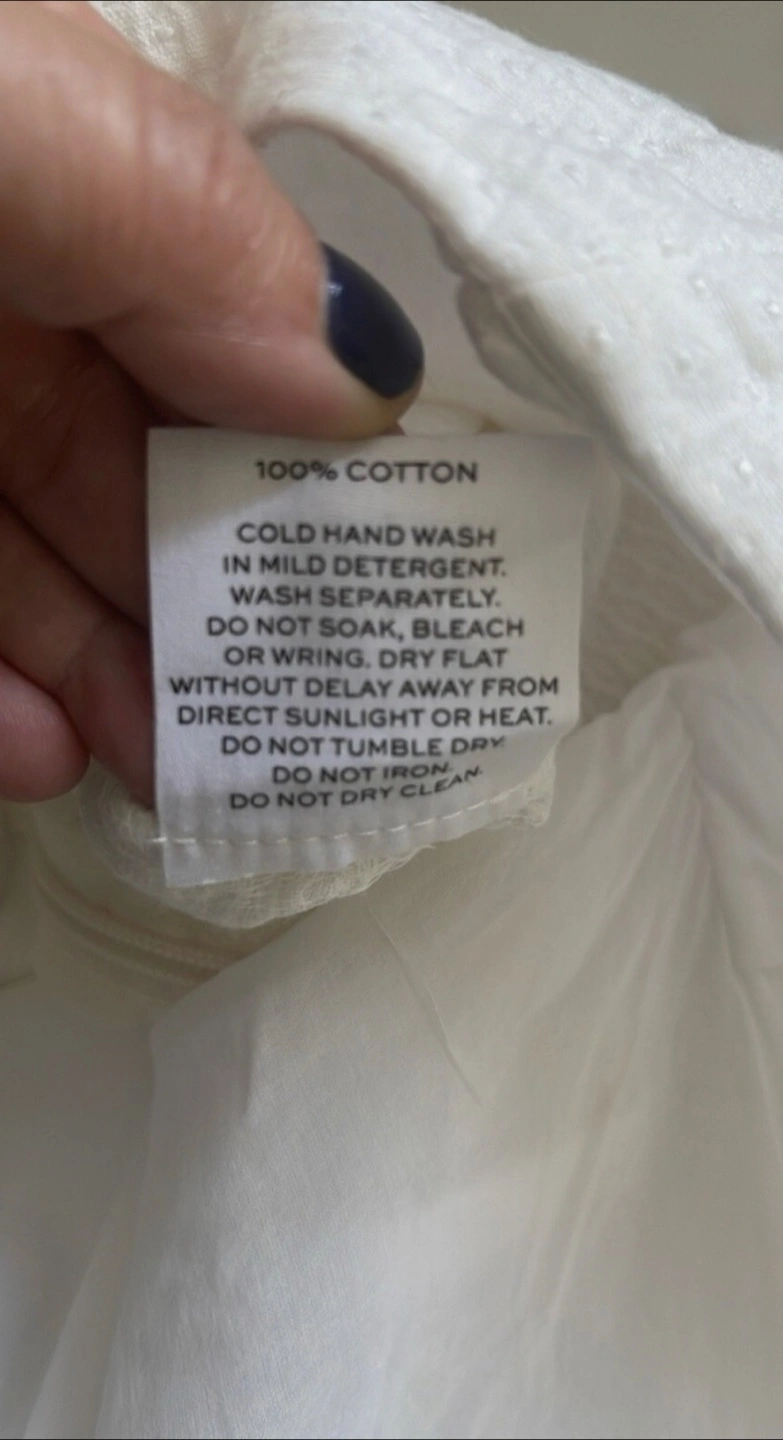 100% COTTON
COLD HAND WASH
IN MILD DETERGENT.
WASH SEPARATELY.
DO NOT SOAK, BLEACH
OR WRING. DRY FLAT
WITHOUT DELAY AWAY FROM
DIRECT SUNLIGHT OR HEAT.
DO NOT TUMBLE DRY
DO NOT IRON.
DO NOT DRY CLEAN.